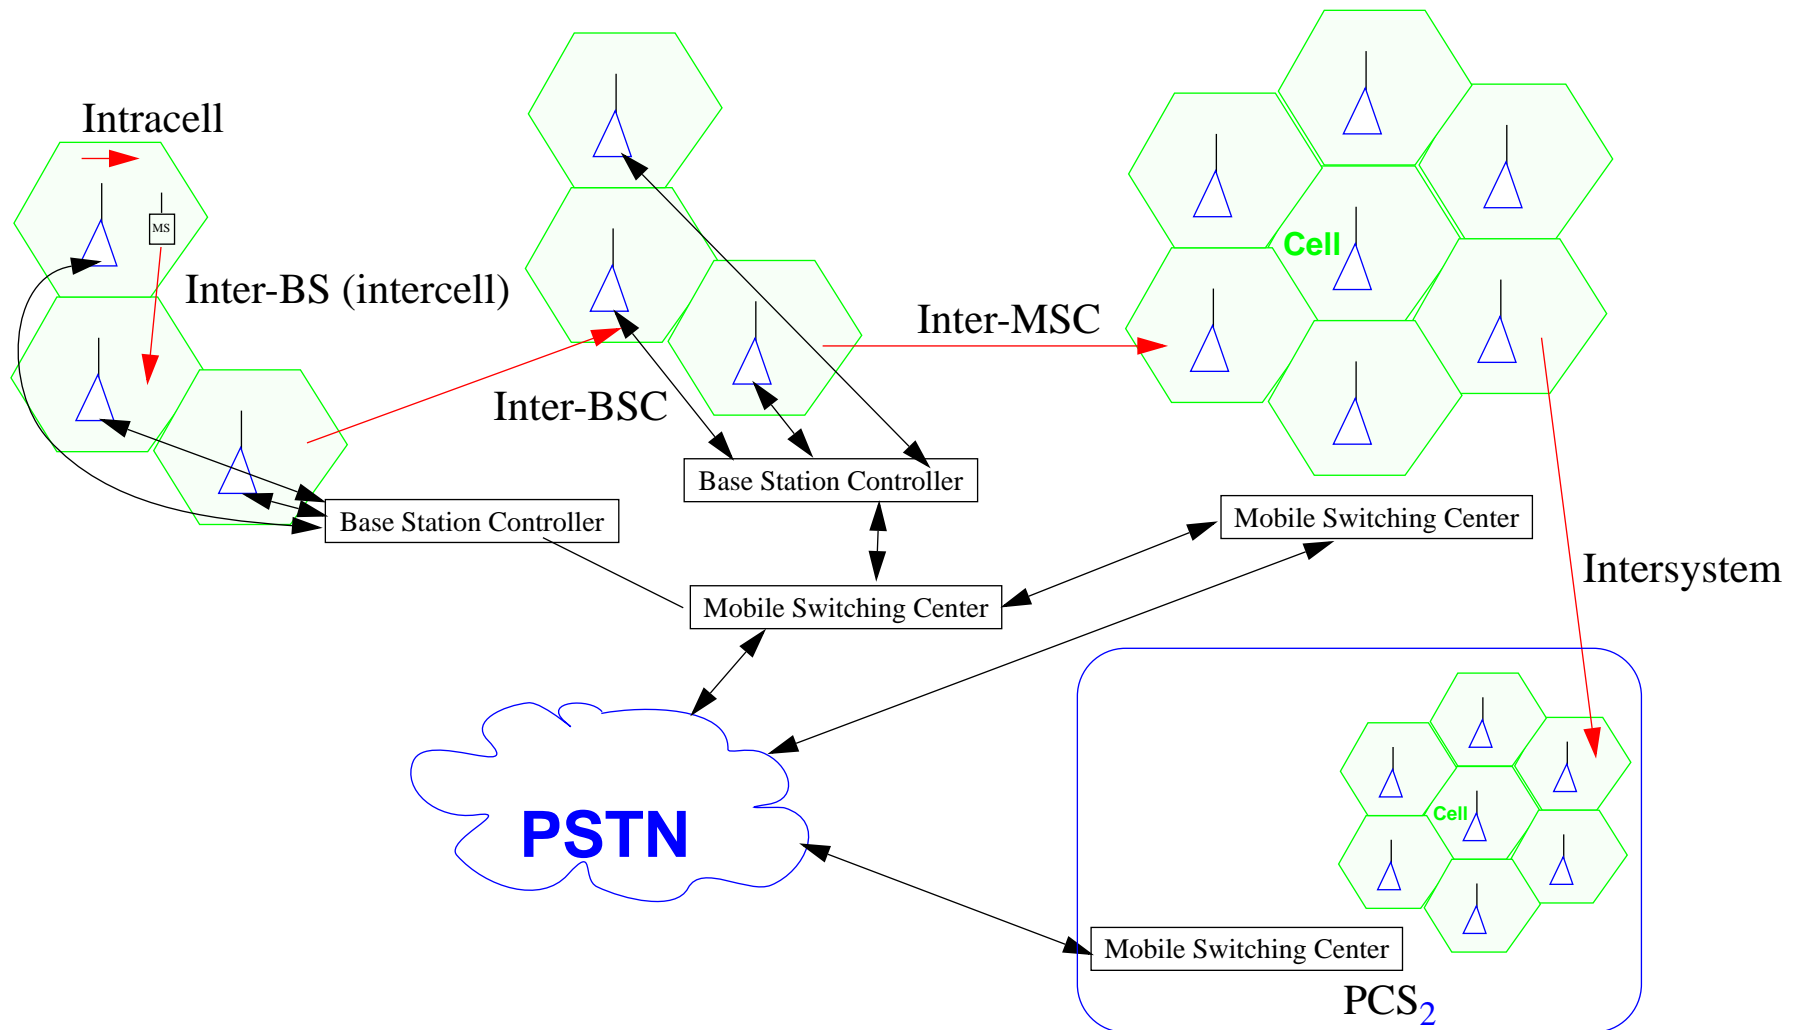 Intracell
MS
Inter-BS (intercell)
Cell
Inter-MSC
Inter-BSC
Base Station Controller
Base Station Controller
Mobile Switching Center
Intersystem
Mobile Switching Center
PSTN
Cell
Mobile Switching Center
PCS2